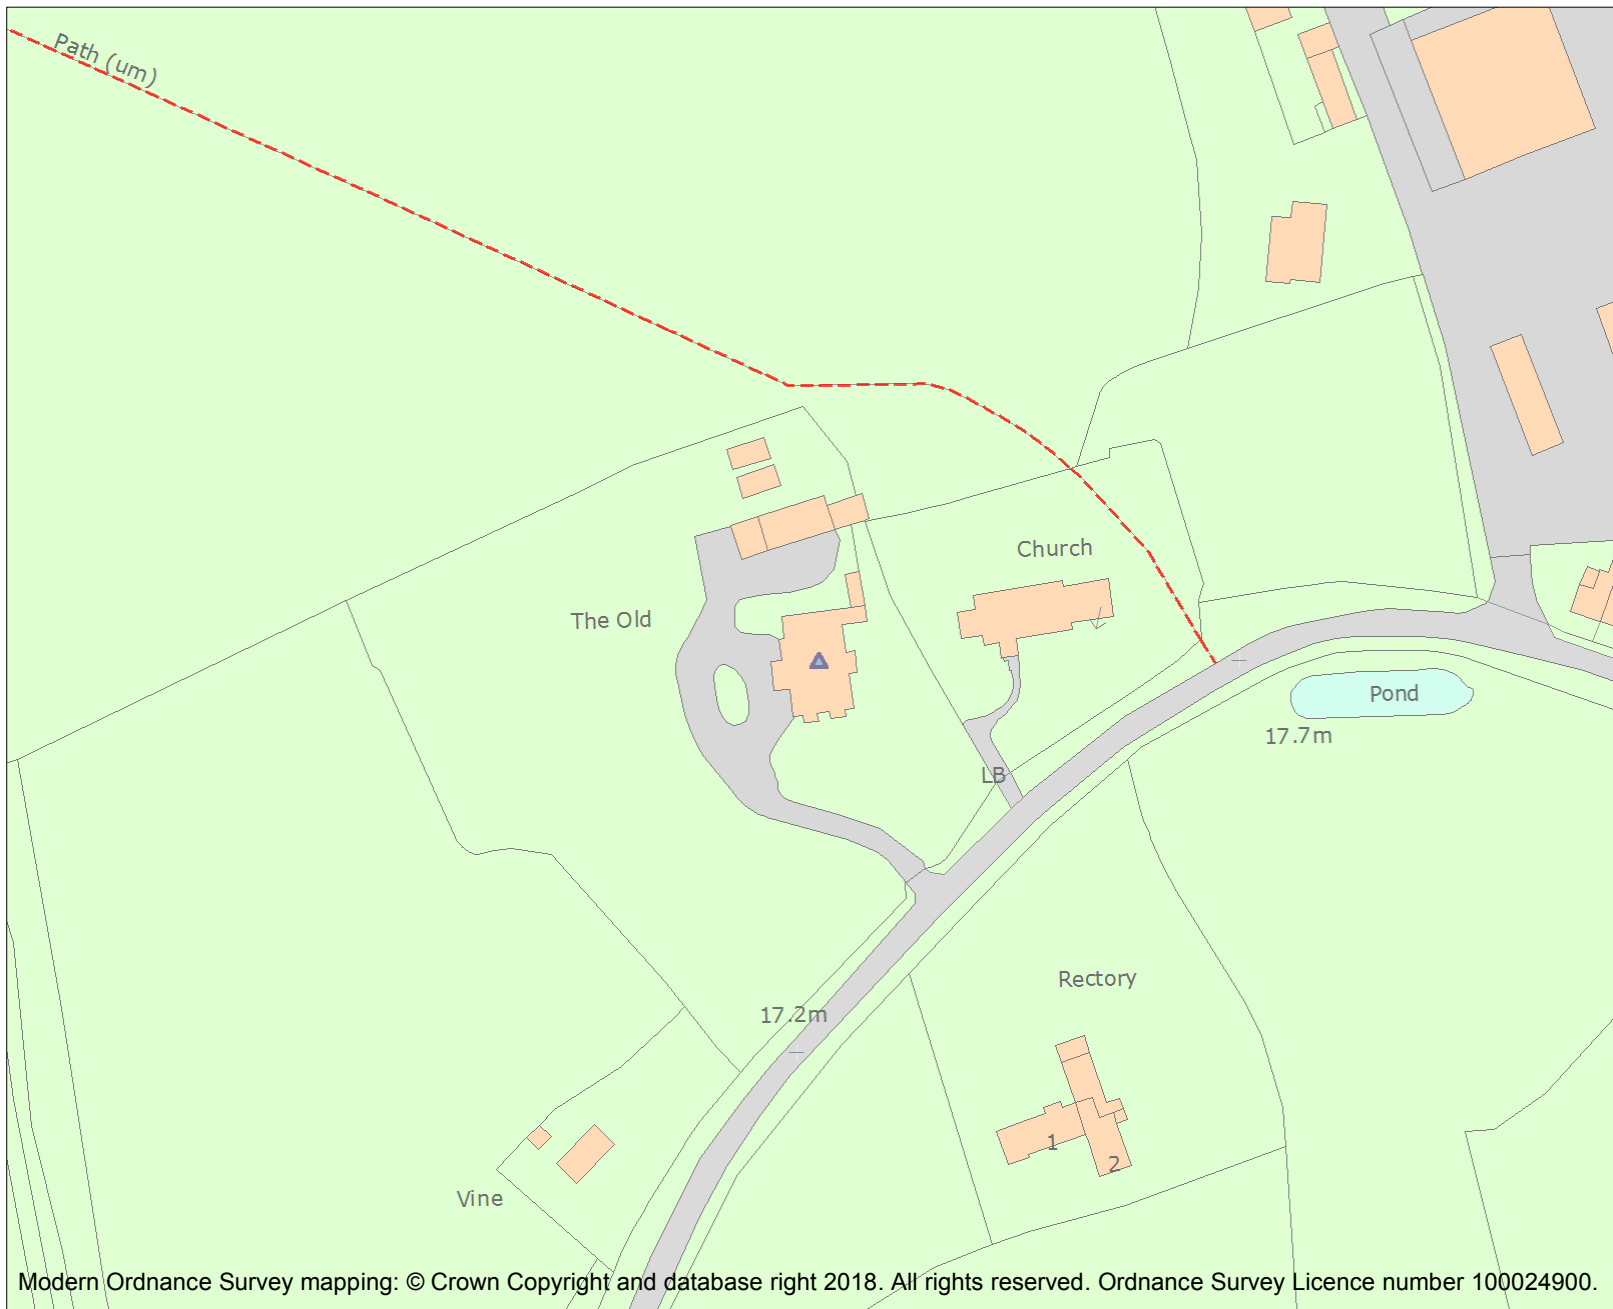 Path (um)
Church
The Old
Pond
17.7m
LB
Rectory
17.2m
1
2
Vine
Modern Ordnance Survey mapping: © Crown Copyright and database right 2018. All rights reserved. Ordnance Survey Licence number 100024900.